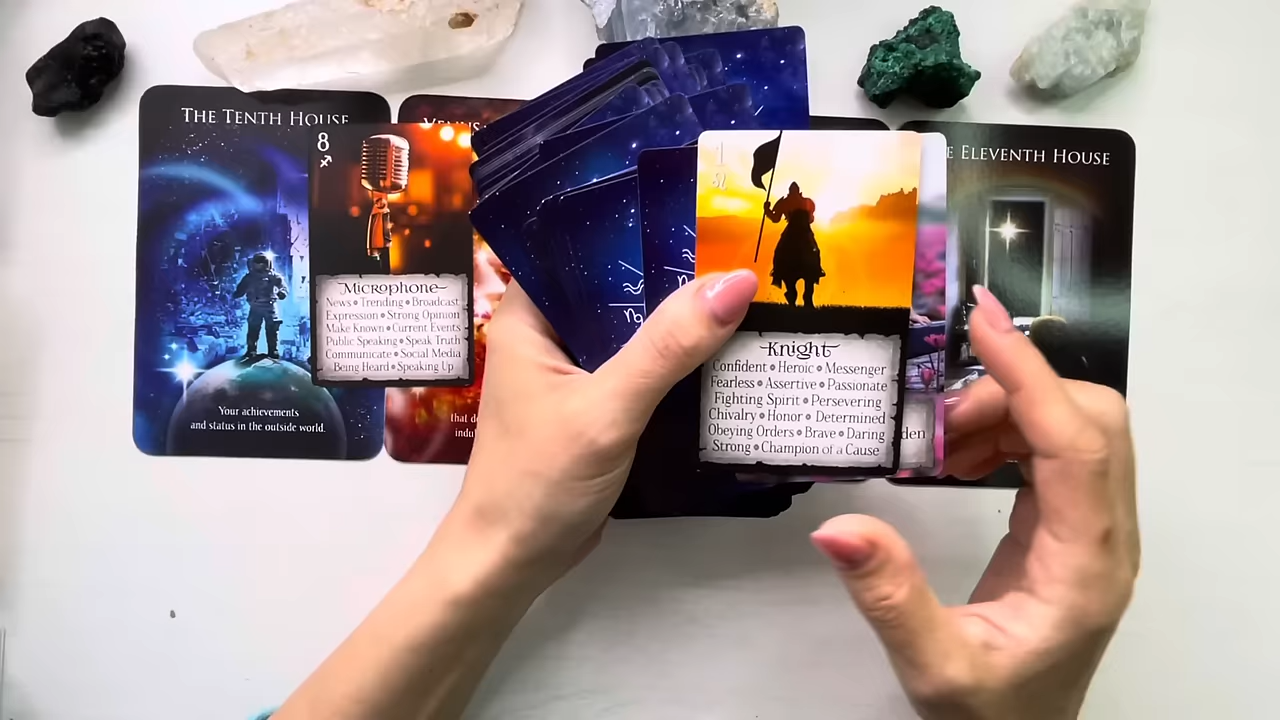 THE TENTH HOUSE
Your achievements
and status in the outside world.
8
♐
Microphone
News • Trending • Broadcast
Expression • Strong Opinion
Make Known • Current Events
Public Speaking • Speak Truth
Communicate • Social Media
Being Heard • Speaking Up
that
♒
♑
1
♌
Knight
Confident • Heroic • Messenger
Fearless • Assertive • Passionate
Fighting Spirit • Persevering
Chivalry • Honor • Determined
Obeying Orders • Brave • Daring
Strong • Champion of a Cause
den
E ELEVENTH HOUSE